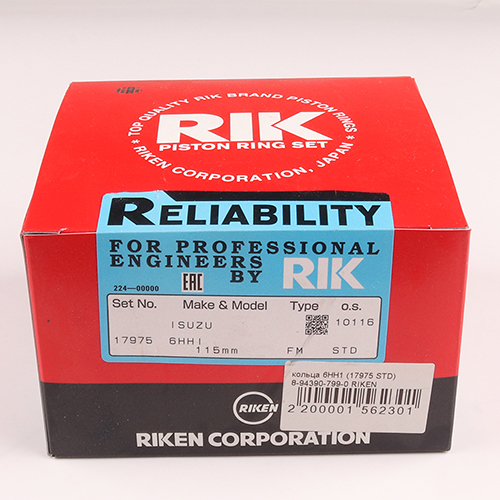 TOP QUALITY RIK BRAND PISTON RINGS
RIK
PISTON RING SET
RIKEN CORPORATION, JAPAN
RELIABILITY
FOR PROFESSIONAL
ENGINEERS
BY RIK
224-00000
EAC
Set No. Make & Model Type o.s.
ISUZU 10116
17975 6HH1
115mm FM STD
кольца 6HH1 (17975 STD)
8-94390-799-0 RIKEN
2 200001 562301
RIKEN
RIKEN CORPORATION